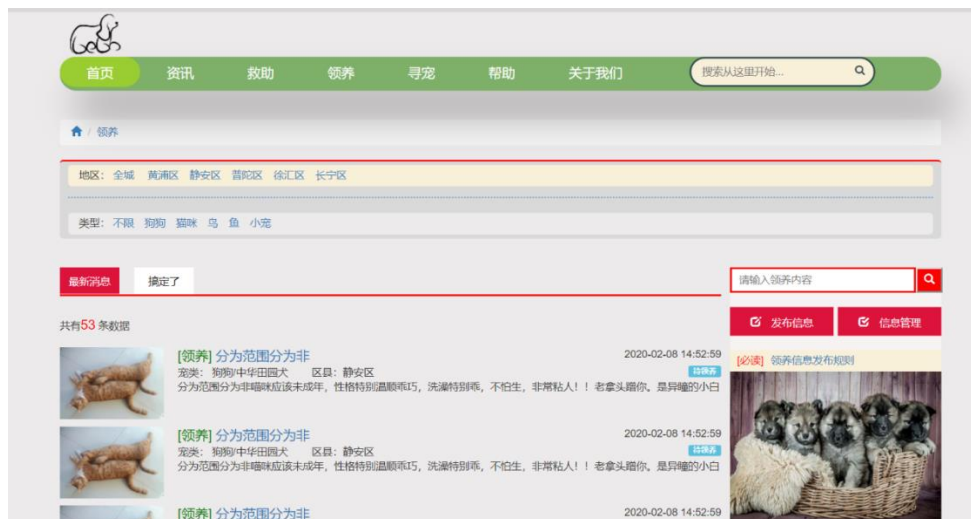 GoGo
首页 资讯 救助 领养 寻宠 帮助 关于我们 搜索从这里开始...
/ 领养
地区: 全城 黄浦区 静安区 普陀区 徐汇区 长宁区
类型: 不限 狗狗 猫咪 鸟 鱼 小宠
最新消息 搞定了 请输入领养内容
共有53 条数据
发布信息 信息管理
[必读] 领养信息发布规则
[领养] 分为范围分为非 2020-02-08 14:52:59
宠类: 狗狗/中华田园犬 区县: 静安区 待领养
分为范围分为非喵咪应该未成年，性格特别温顺乖巧，洗澡特别乖，不怕生，非常粘人！！老拿头蹭你。是异瞳的小白
[领养] 分为范围分为非 2020-02-08 14:52:59
宠类: 狗狗/中华田园犬 区县: 静安区 待领养
分为范围分为非喵咪应该未成年，性格特别温顺乖巧，洗澡特别乖，不怕生，非常粘人！！老拿头蹭你。是异瞳的小白
[领养] 分为范围分为非 2020-02-08 14:52:59